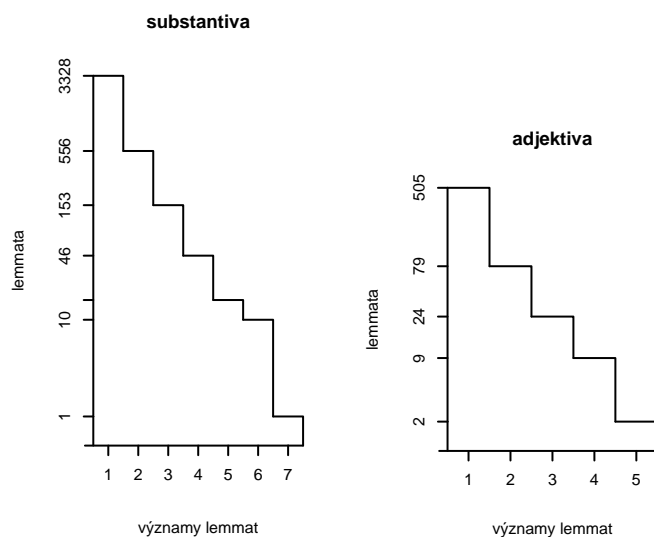 substantiva
3328
556
153
46
10
1
lemmata
1 2 3 4 5 6 7
významy lemmat
adjektiva
505
79
24
9
2
lemmata
1 2 3 4 5
významy lemmat